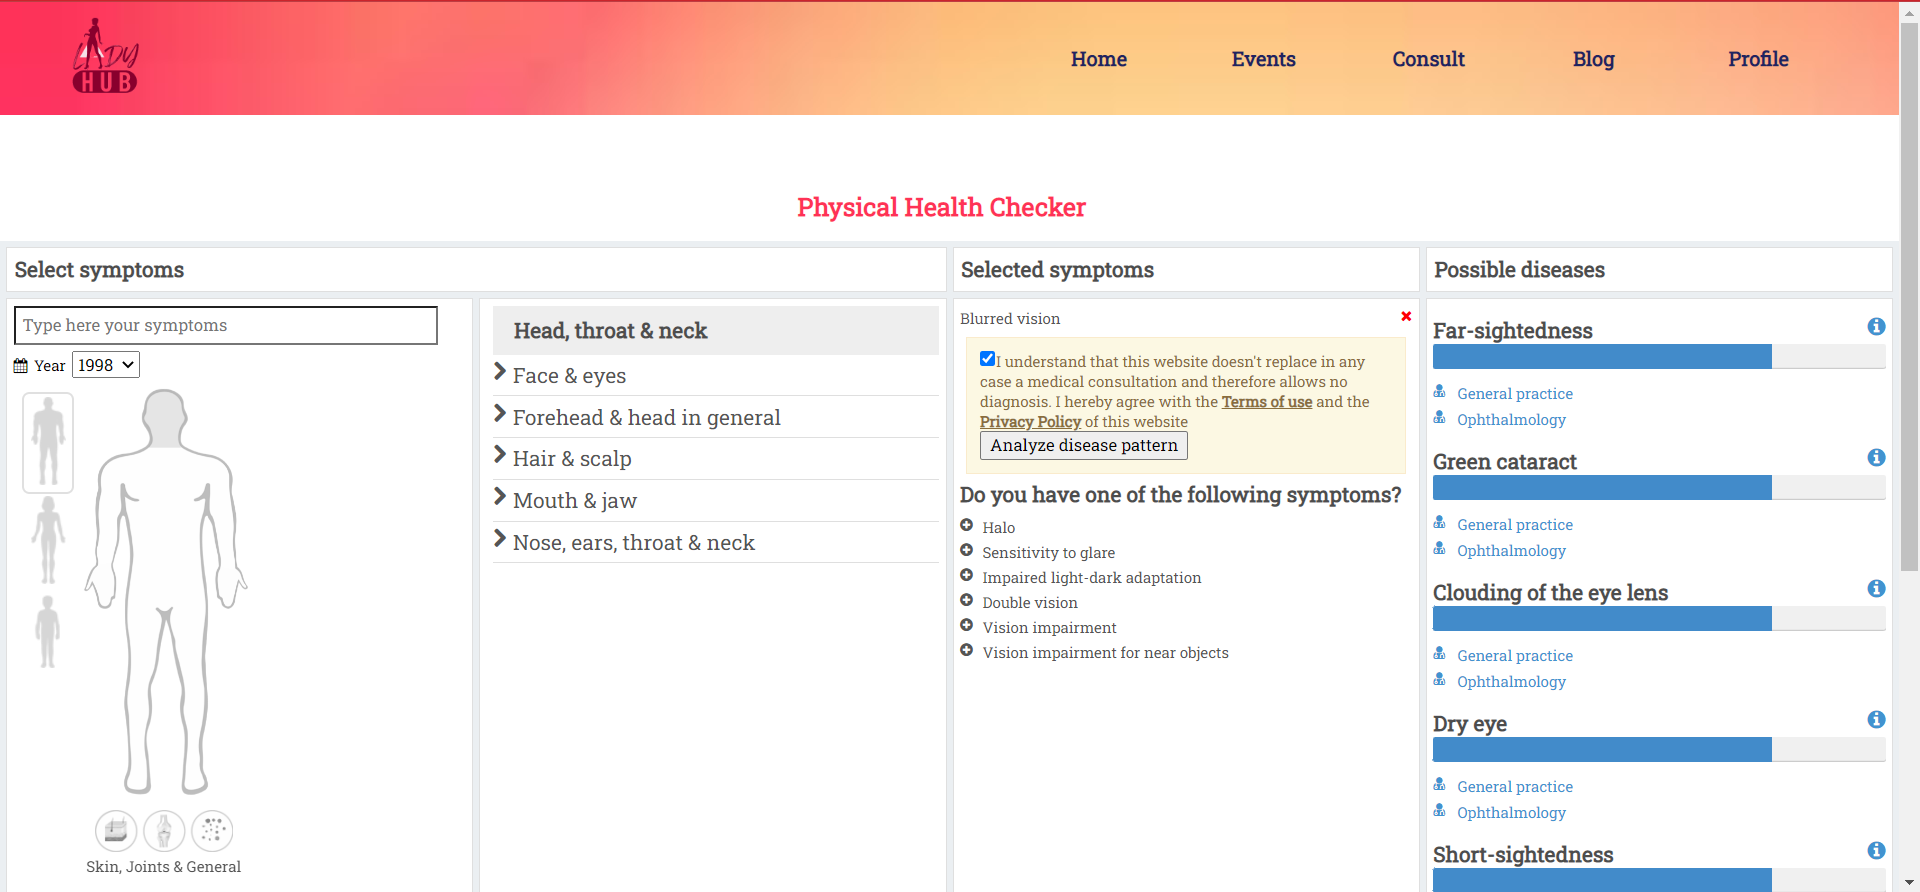 LADY
HUB
Home
Events
Consult
Blog
Profile
Physical Health Checker
Select symptoms
Type here your symptoms
Year 1998
Skin, Joints & General
Head, throat & neck
Face & eyes
Forehead & head in general
Hair & scalp
Mouth & jaw
Nose, ears, throat & neck
Selected symptoms
Blurred vision
I understand that this website doesn't replace in any
case a medical consultation and therefore allows no
diagnosis. I hereby agree with the Terms of use and the
Privacy Policy of this website
Analyze disease pattern
Do you have one of the following symptoms?
Halo
Sensitivity to glare
Impaired light-dark adaptation
Double vision
Vision impairment
Vision impairment for near objects
Possible diseases
Far-sightedness
General practice
Ophthalmology
Green cataract
General practice
Ophthalmology
Clouding of the eye lens
General practice
Ophthalmology
Dry eye
General practice
Ophthalmology
Short-sightedness